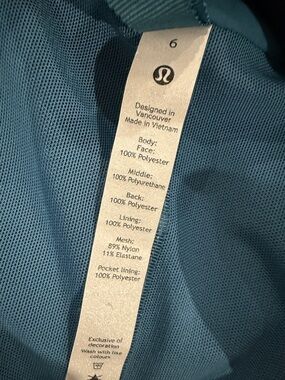 6
Designed in
Vancouver
Made in Vietnam
Body:
Face:
100% Polyester
Middle:
100% Polyurethane
Back:
100% Polyester
Lining:
100% Polyester
Mesh:
89% Nylon
11% Elastane
Pocket lining:
100% Polyester
Exclusive of
decoration
Wash with like
colours